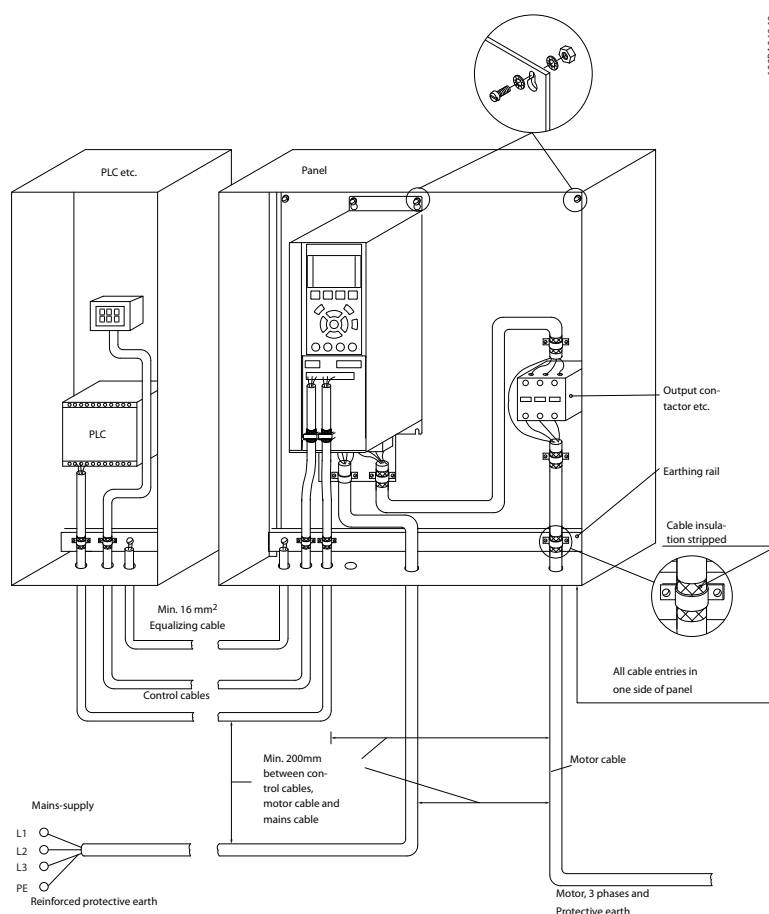 PLC etc.
Panel
PLC
Output con-
tactor etc.
Earthing rail
Cable insula-
tion stripped
Min. 16 mm²
Equalizing cable
Control cables
All cable entries in
one side of panel
Min. 200mm
between con-
trol cables,
motor cable and
mains cable
Motor cable
Mains-supply
L1
L2
L3
PE
Reinforced protective earth
Motor, 3 phases and
Protective earth